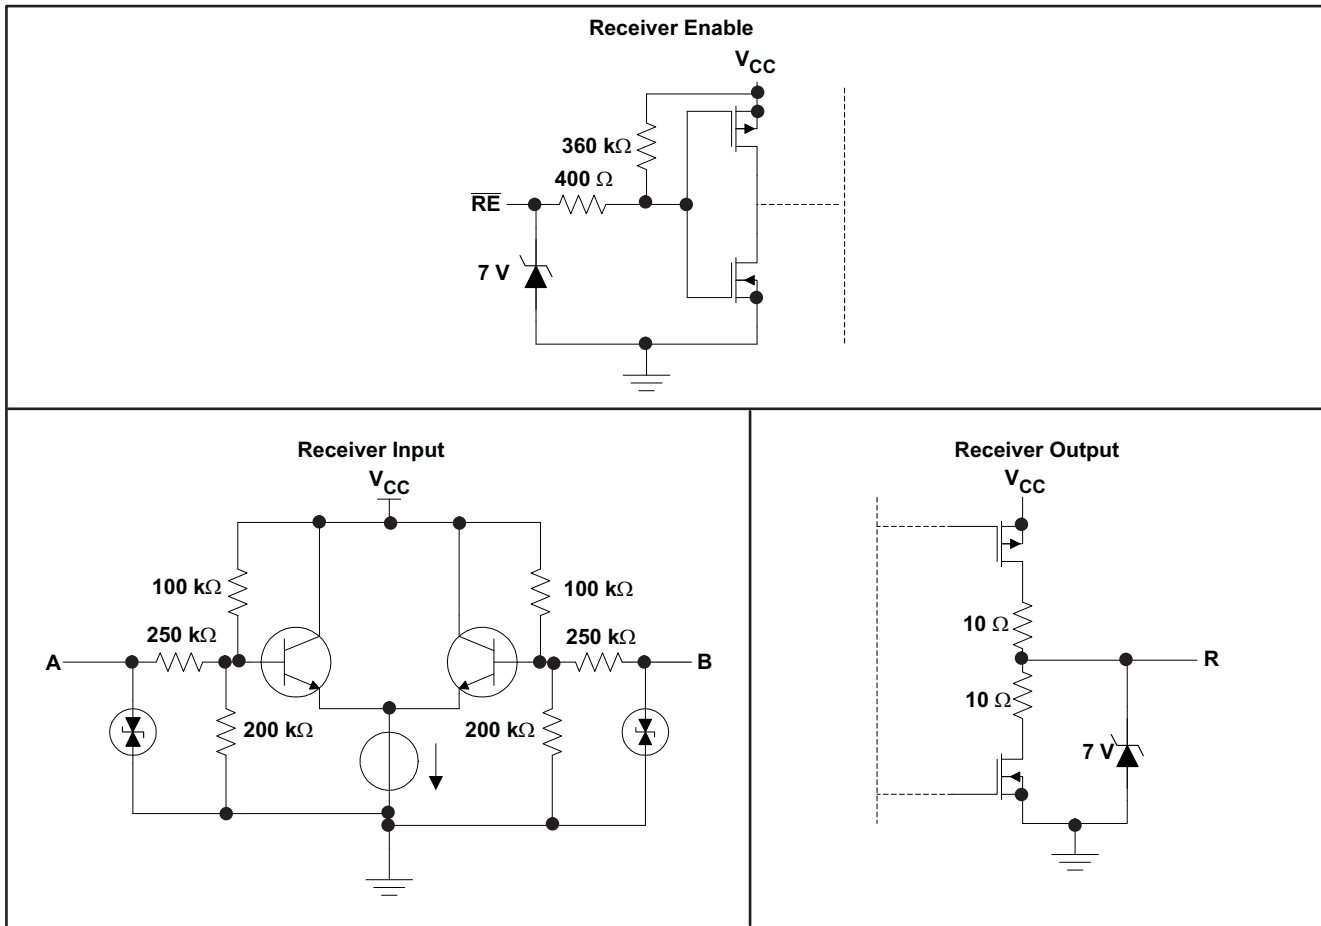 Receiver Enable
VCC
360 kΩ
400 Ω
RE
7 V
Receiver Input
VCC
100 kΩ
100 kΩ
250 kΩ
250 kΩ
A
B
200 kΩ
200 kΩ
Receiver Output
VCC
10 Ω
R
10 Ω
7 V